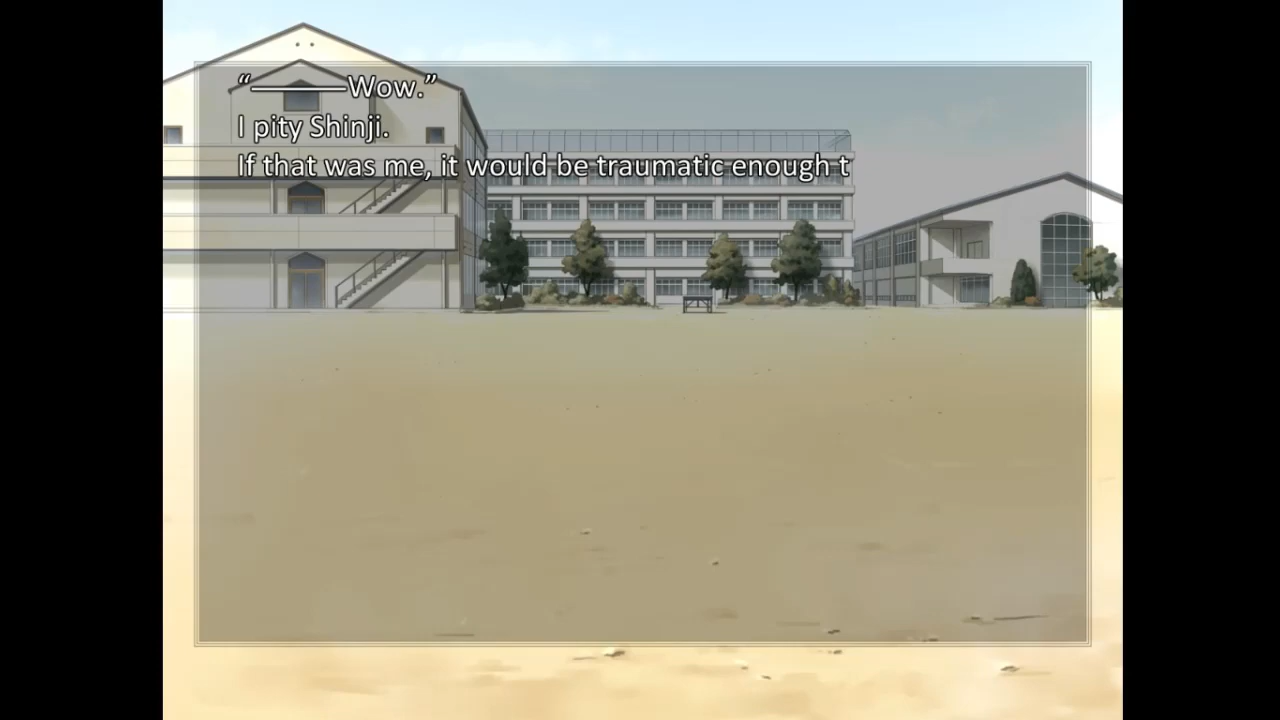 “———Wow.”
I pity Shinji.
If that was me, it would be traumatic enough t